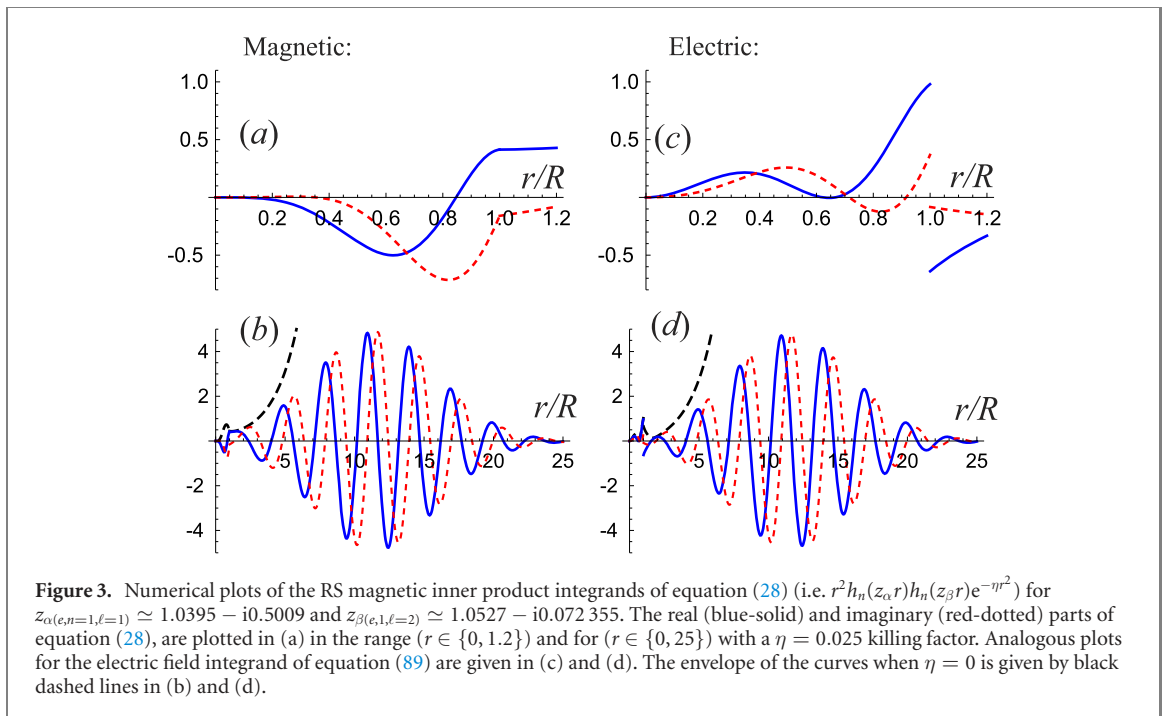 Magnetic:
Electric:
1.0
0.5
-0.5
(a)
r/R
0.2 0.4 0.6 0.8 1.0 1.2
1.0
0.5
-0.5
(c)
r/R
0.2 0.4 0.6 0.8 1.0 1.2
4
2
-2
-4
(b)
r/R
5 10 15 20 25
4
2
-2
-4
(d)
r/R
5 10 15 20 25
Figure 3. Numerical plots of the RS magnetic inner product integrands of equation (28) (i.e. r²hₙ(z_α r)hₙ(z_β r)e^{−ηr²}) for
z_{α(e,n=1,ℓ=1)} ≃ 1.0395 − i0.5009 and z_{β(e,1,ℓ=2)} ≃ 1.0527 − i0.072 355. The real (blue-solid) and imaginary (red-dotted) parts of
equation (28), are plotted in (a) in the range (r ∈ {0, 1.2}) and for (r ∈ {0, 25}) with a η = 0.025 killing factor. Analogous plots
for the electric field integrand of equation (89) are given in (c) and (d). The envelope of the curves when η = 0 is given by black
dashed lines in (b) and (d).